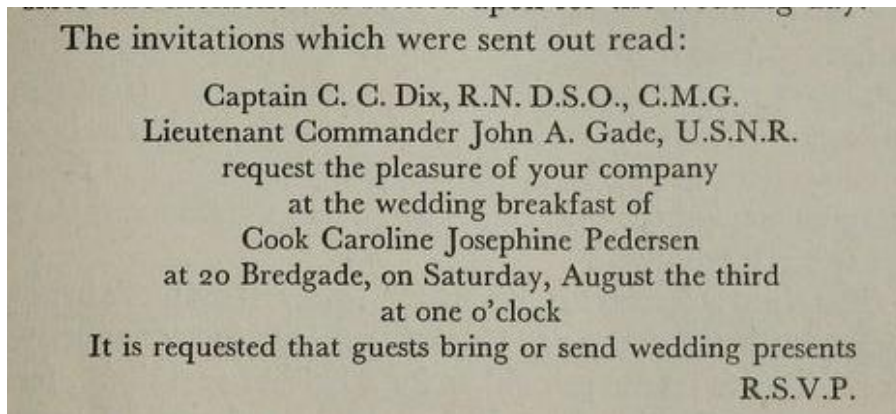 The invitations which were sent out read:
Captain C. C. Dix, R.N. D.S.O., C.M.G.
Lieutenant Commander John A. Gade, U.S.N.R.
request the pleasure of your company
at the wedding breakfast of
Cook Caroline Josephine Pedersen
at 20 Bredgade, on Saturday, August the third
at one o'clock
It is requested that guests bring or send wedding presents
R.S.V.P.